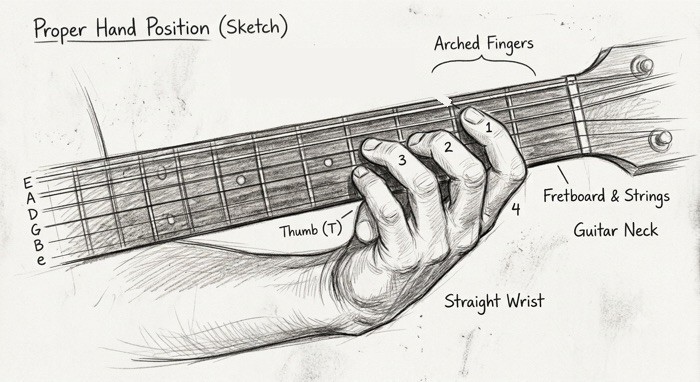 Proper Hand Position (Sketch)
Arched Fingers
1
2
3
4
E
A
D
G
B
e
Thumb (T)
Fretboard & Strings
Guitar Neck
Straight Wrist